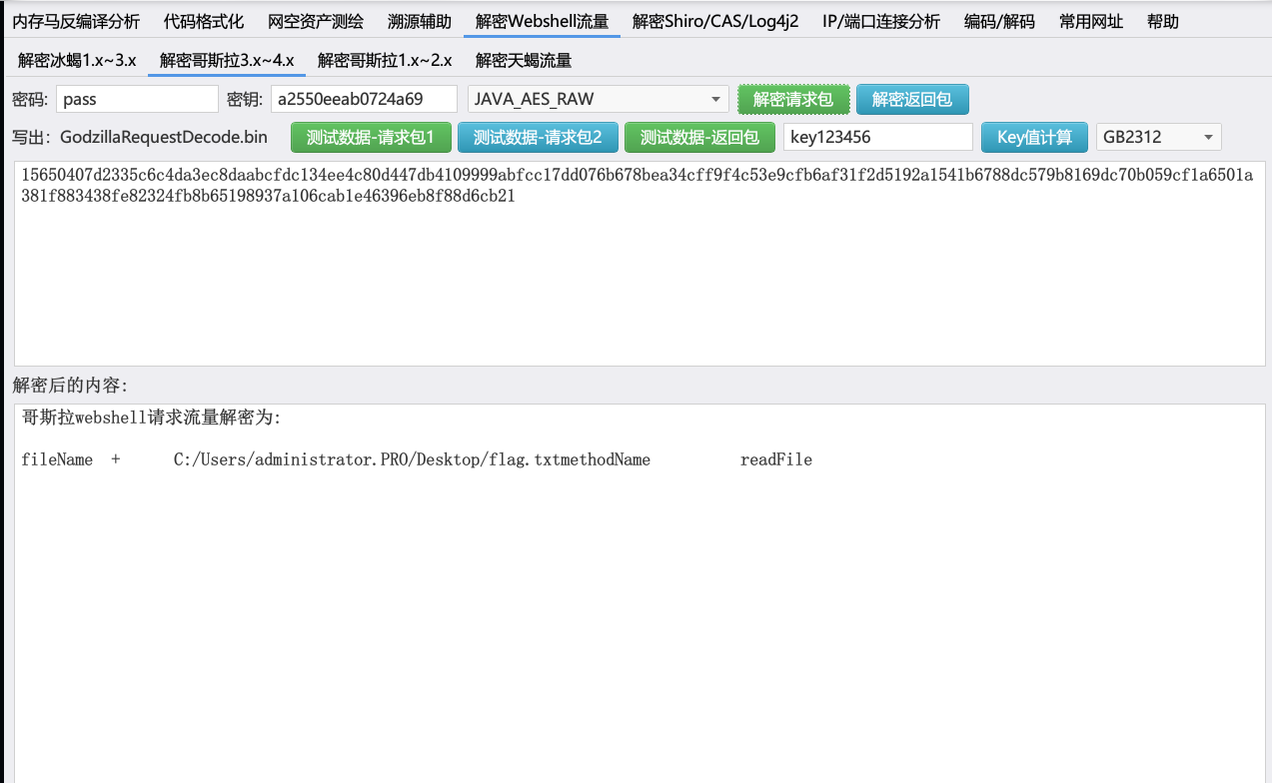 内存马反编译分析 代码格式化 网空资产测绘 溯源辅助 解密Webshell流量 解密Shiro/CAS/Log4j2 IP/端口连接分析 编码/解码 常用网址 帮助
解密冰蝎1.x~3.x 解密哥斯拉3.x~4.x 解密哥斯拉1.x~2.x 解密天蝎流量
密码: pass 密钥: a2550eeab0724a69 JAVA_AES_RAW 解密请求包 解密返回包
写出: GodzillaRequestDecode.bin 测试数据-请求包1 测试数据-请求包2 测试数据-返回包 key123456 Key值计算 GB2312
15650407d2335c6c4da3ec8daabcfdc134ee4c80d447db4109999abfcc17dd076b678bea34cff9f4c53e9cfb6af31f2d5192a1541b6788dc579b8169dc70b059cf1a6501a
381f883438fe82324fb8b65198937a106cab1e46396eb8f88d6cb21
解密后的内容:
哥斯拉webshell请求流量解密为:
fileName + C:/Users/administrator.PRO/Desktop/flag.txtmethodName readFile